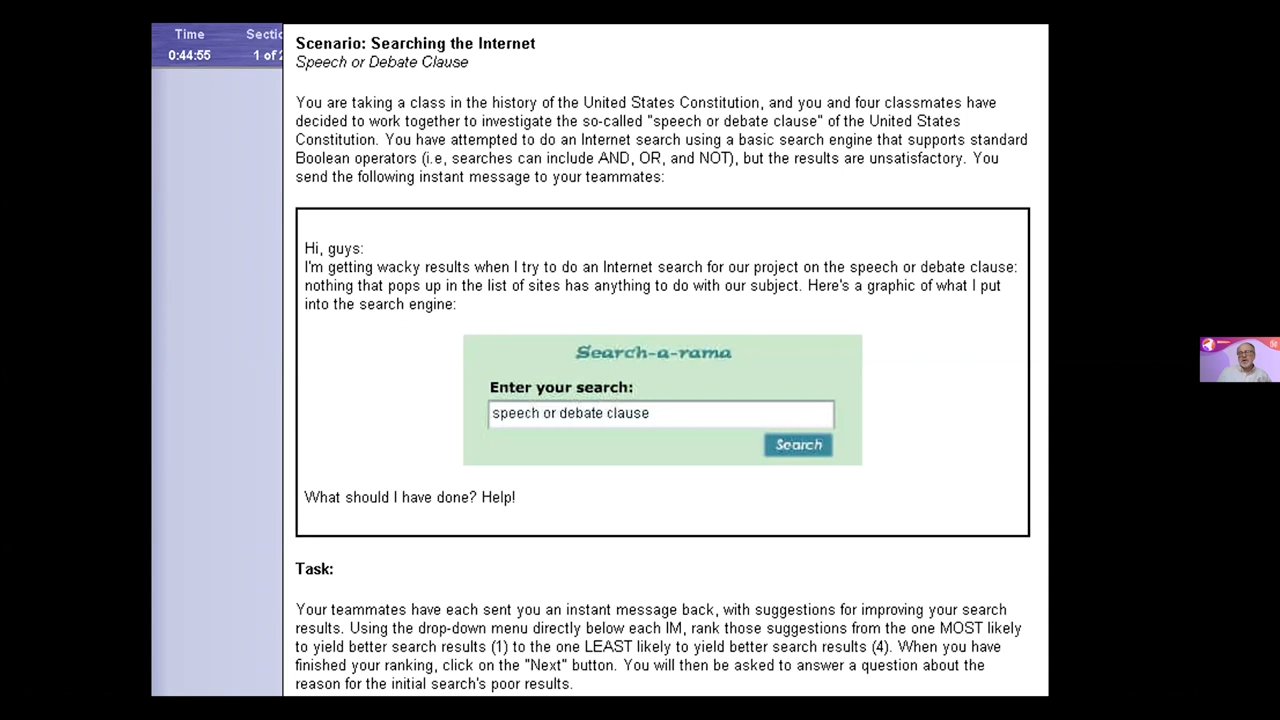 Time Sectio
0:44:55 1 of 2
Scenario: Searching the Internet
Speech or Debate Clause
You are taking a class in the history of the United States Constitution, and you and four classmates have
decided to work together to investigate the so-called "speech or debate clause" of the United States
Constitution. You have attempted to do an Internet search using a basic search engine that supports standard
Boolean operators (i.e, searches can include AND, OR, and NOT), but the results are unsatisfactory. You
send the following instant message to your teammates:
Hi, guys:
I'm getting wacky results when I try to do an Internet search for our project on the speech or debate clause:
nothing that pops up in the list of sites has anything to do with our subject. Here's a graphic of what I put
into the search engine:
Search-a-rama
Enter your search:
speech or debate clause
Search
What should I have done? Help!
Task:
Your teammates have each sent you an instant message back, with suggestions for improving your search
results. Using the drop-down menu directly below each IM, rank those suggestions from the one MOST likely
to yield better search results (1) to the one LEAST likely to yield better search results (4). When you have
finished your ranking, click on the "Next" button. You will then be asked to answer a question about the
reason for the initial search's poor results.